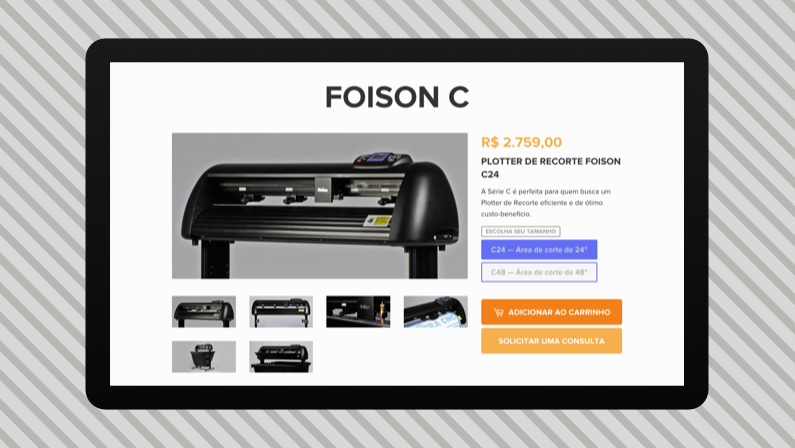 FOISON C
R$ 2.759,00
PLOTTER DE RECORTE FOISON
C24
A Série C é perfeita para quem busca um
Plotter de Recorte eficiente e de ótimo
custo-benefício.
ESCOLHA SEU TAMANHO
C24 — Área de corte de 24"
C48 — Área de corte de 48"
ADICIONAR AO CARRINHO
SOLICITAR UMA CONSULTA